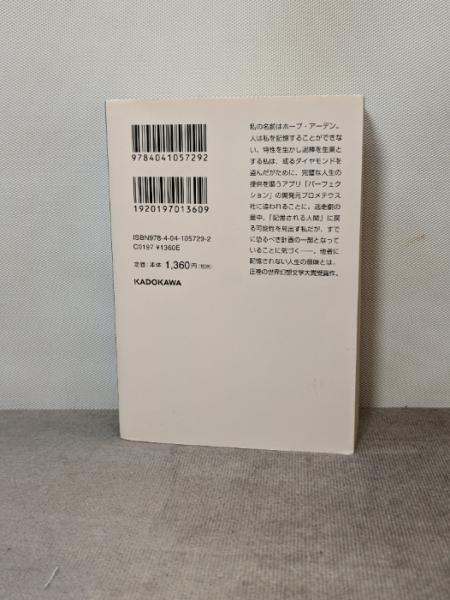 9784041057292
1920197013609
ISBN978-4-04-105729-2
C0197 ¥1360E
定価:本体 1,360円(税別)
KADOKAWA
私の名前はホープ・アーデン。
人は私を記憶することができな
い。特性を生かし泥棒を生業と
する私は、或るダイヤモンドを
盗んだがために、完璧な人生の
提供を謳うアプリ「パーフェク
ション」の開発元プロメテウス
社に追われることに。逃走劇の
最中、「記憶される人間」に戻
る可能性を見出す私だが、すで
に恐るべき計画の一部となって
いることに気づく――。他者に
記憶されない人生の意味とは。
圧巻の世界幻想文学大賞受賞作。